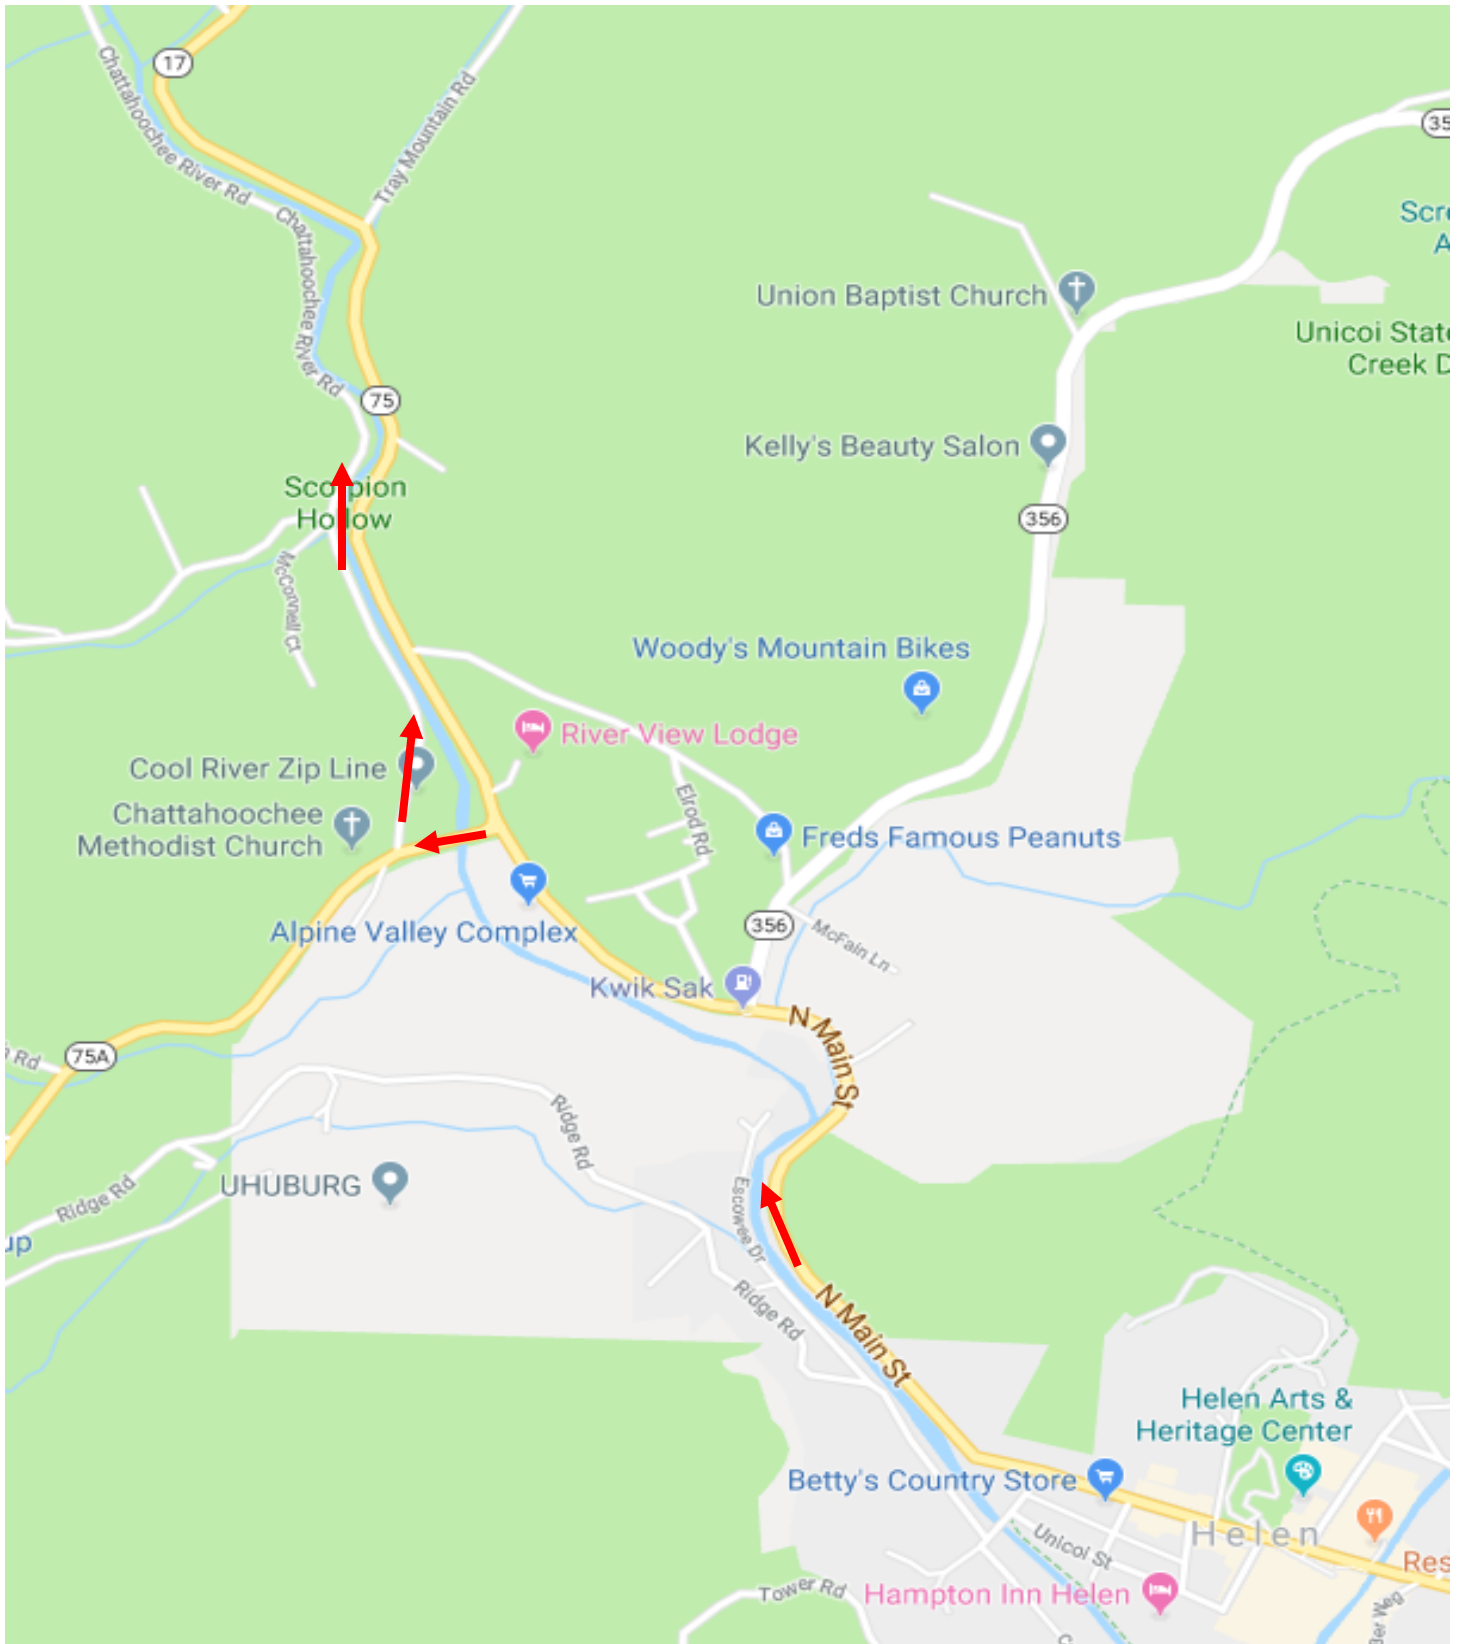 17
Chattahoochee River Rd
Tray Mountain Rd
Chattahoochee River Rd
Union Baptist Church
Unicoi
Creek
75
Kelly's Beauty Salon
356
Scorpion
Hollow
McConnell Ct
Woody's Mountain Bikes
River View Lodge
Cool River Zip Line
Chattahoochee
Methodist Church
Elrod Rd
Freds Famous Peanuts
Alpine Valley Complex
356
McFain Ln
Kwik Sak
N Main St
Rd
75A
Ridge Rd
UHUBURG
Ridge Rd
Escowee Dr
Ridge Rd
N Main St
Helen Arts &
Heritage Center
Betty's Country Store
Helen
Unicoi St
Hampton Inn Helen
Tower Rd